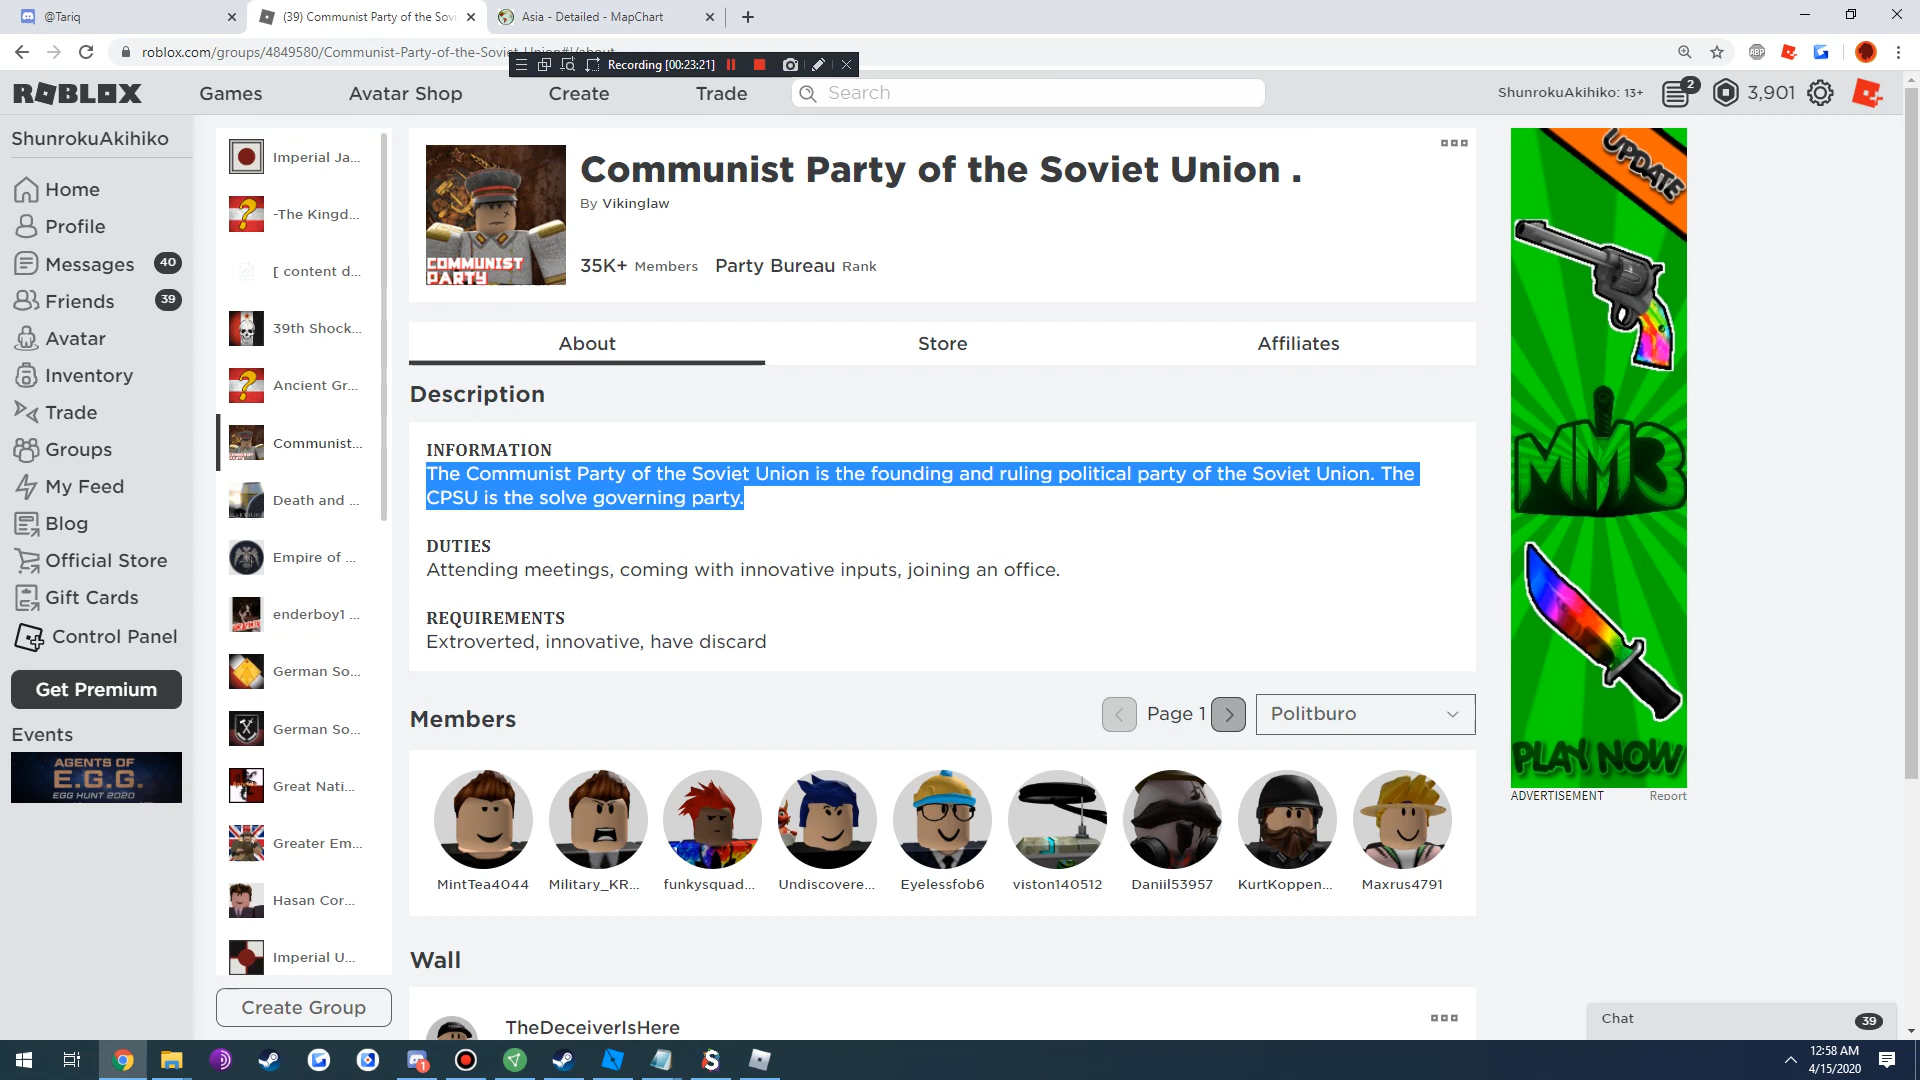 @Tariq
(39) Communist Party of the Sovi
Asia - Detailed - MapChart
roblox.com/groups/4849580/Communist-Party-of-the-Soviet-Union#!/about
Recording [00:23:21]
ABP
ROBLOX
Games
Avatar Shop
Create
Trade
Search
ShunrokuAkihiko: 13+
2
3,901
ShunrokuAkihiko
Home
Profile
Messages
40
Friends
39
Avatar
Inventory
Trade
Groups
My Feed
Blog
Official Store
Gift Cards
Control Panel
Get Premium
Events
AGENTS OF
E.G.G.
EGG HUNT 2020
Imperial Ja...
-The Kingd...
[ content d...
39th Shock...
Ancient Gr...
Communist...
Death and ...
Empire of ...
enderboy1 ...
German So...
German So...
Great Nati...
Greater Em...
Hasan Cor...
Imperial U...
Create Group
COMMUNIST
PARTY
Communist Party of the Soviet Union .
By Vikinglaw
35K+ Members Party Bureau Rank
About
Store
Affiliates
Description
INFORMATION
The Communist Party of the Soviet Union is the founding and ruling political party of the Soviet Union. The
CPSU is the solve governing party.
DUTIES
Attending meetings, coming with innovative inputs, joining an office.
REQUIREMENTS
Extroverted, innovative, have discard
Members
Page 1
Politburo
MintTea4044
Military_KR...
funkysquad...
Undiscovere...
Eyelessfob6
viston140512
Daniil53957
KurtKoppen...
Maxrus4791
Wall
TheDeceiverIsHere
UPDATE
MM3
PLAY NOW
ADVERTISEMENT
Report
Chat
39
1
12:58 AM
4/15/2020